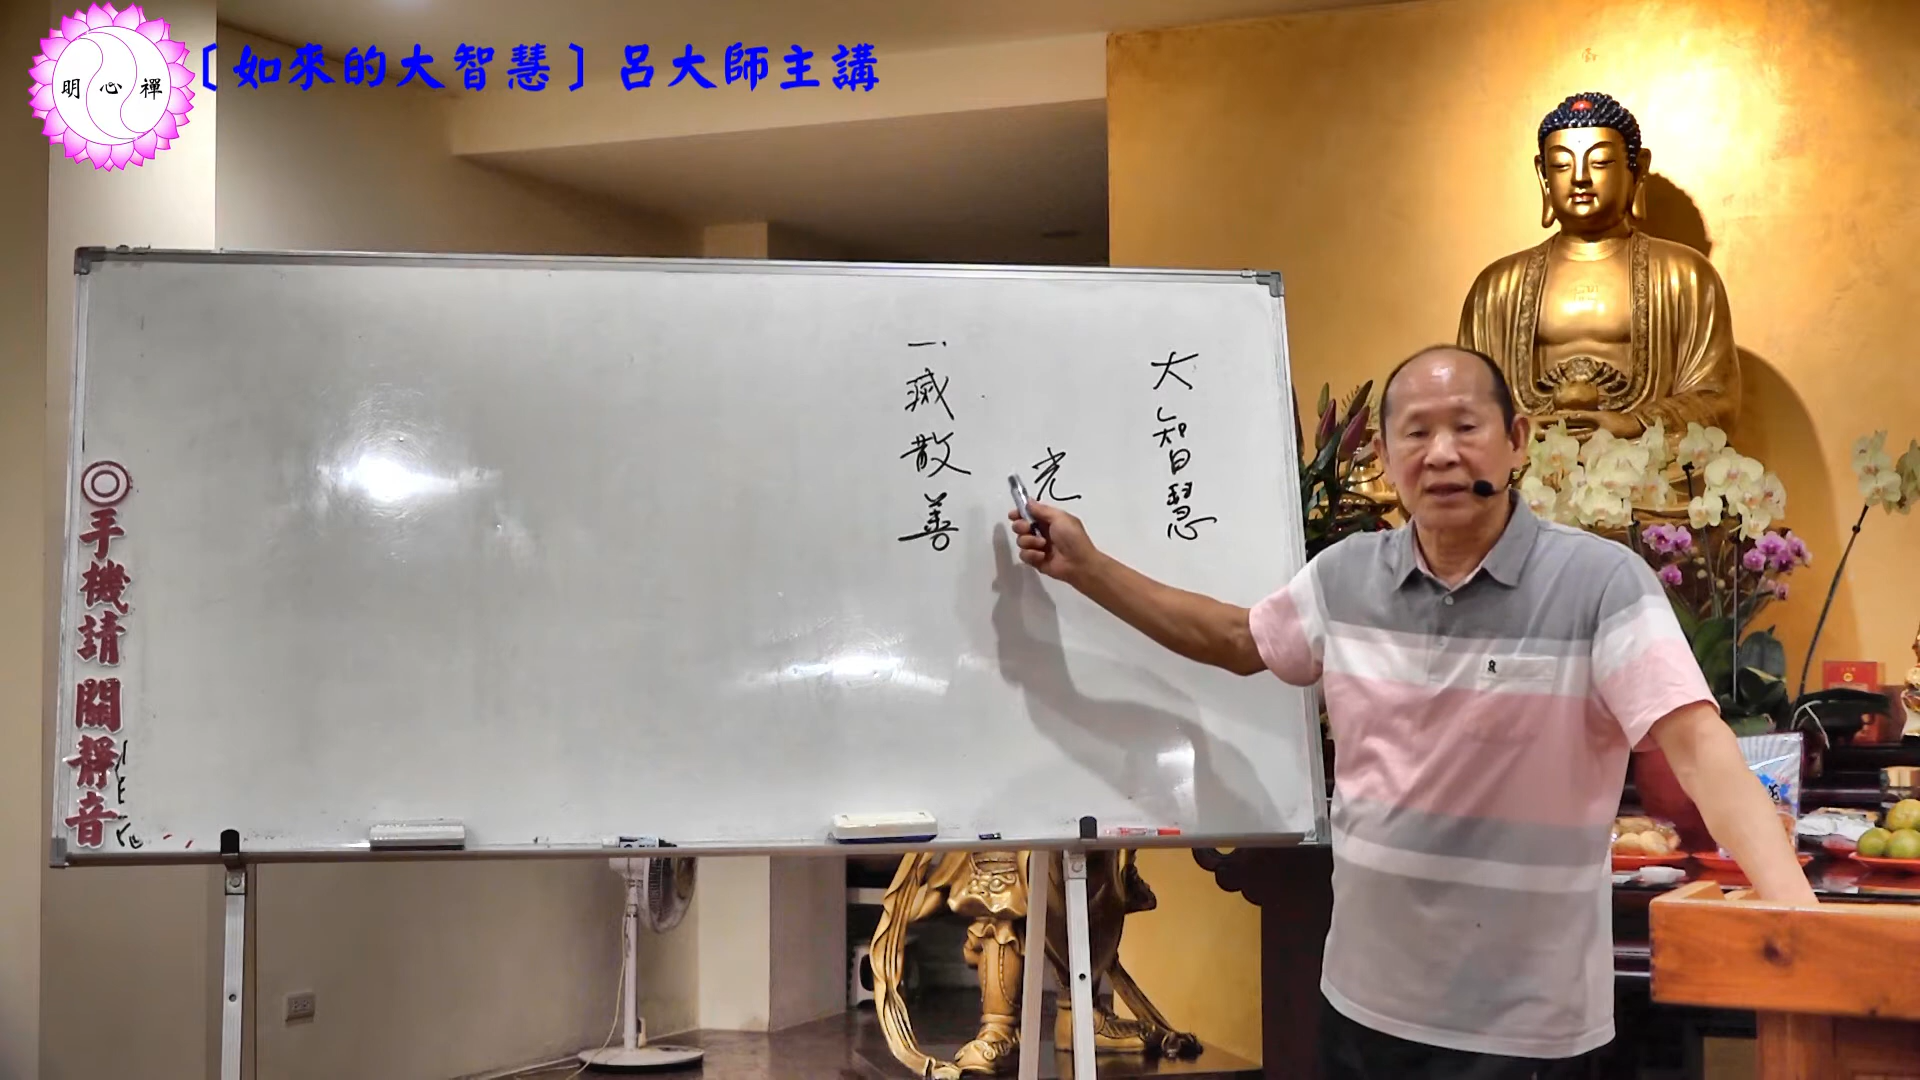 明心禪
〔如來的大智慧〕呂大師主講
大智慧
光
一.滅散善
◎手機請關靜音